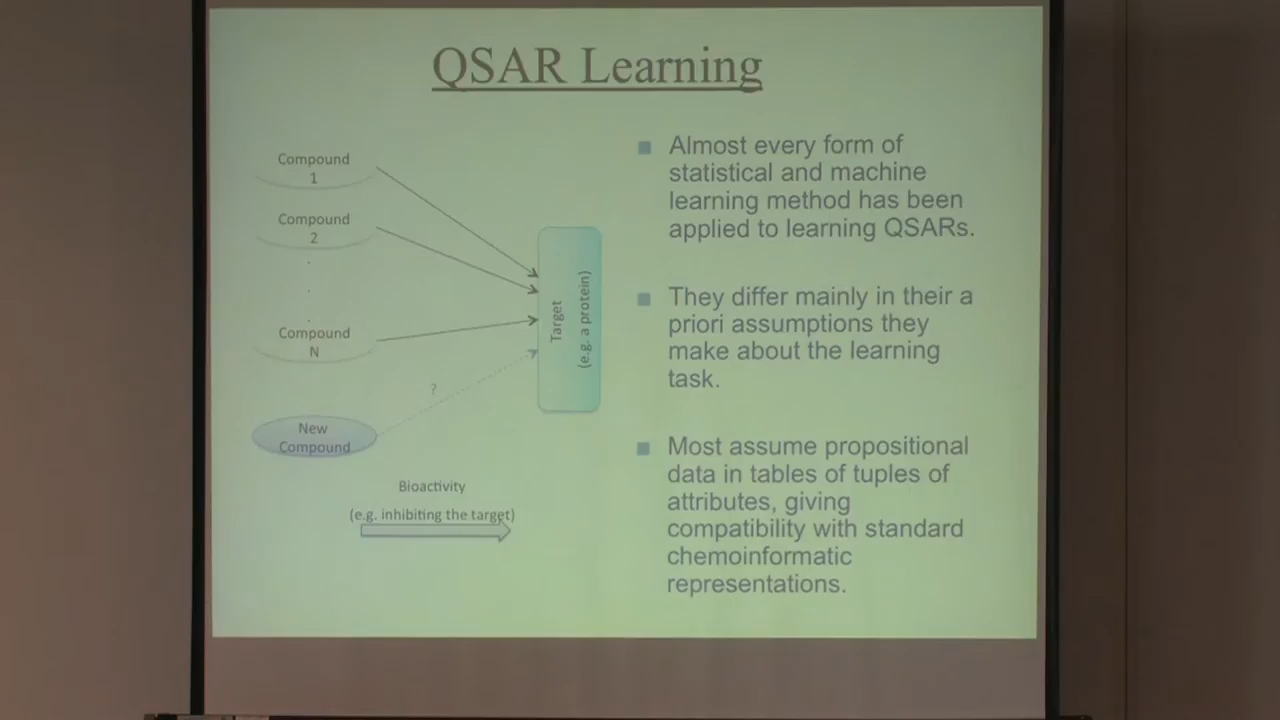 QSAR Learning
Compound
1
Compound
2
.
.
.
Compound
N
New
Compound
?
Target
(e.g. a protein)
Bioactivity
(e.g. inhibiting the target)
Almost every form of
statistical and machine
learning method has been
applied to learning QSARs.
They differ mainly in their a
priori assumptions they
make about the learning
task.
Most assume propositional
data in tables of tuples of
attributes, giving
compatibility with standard
chemoinformatic
representations.